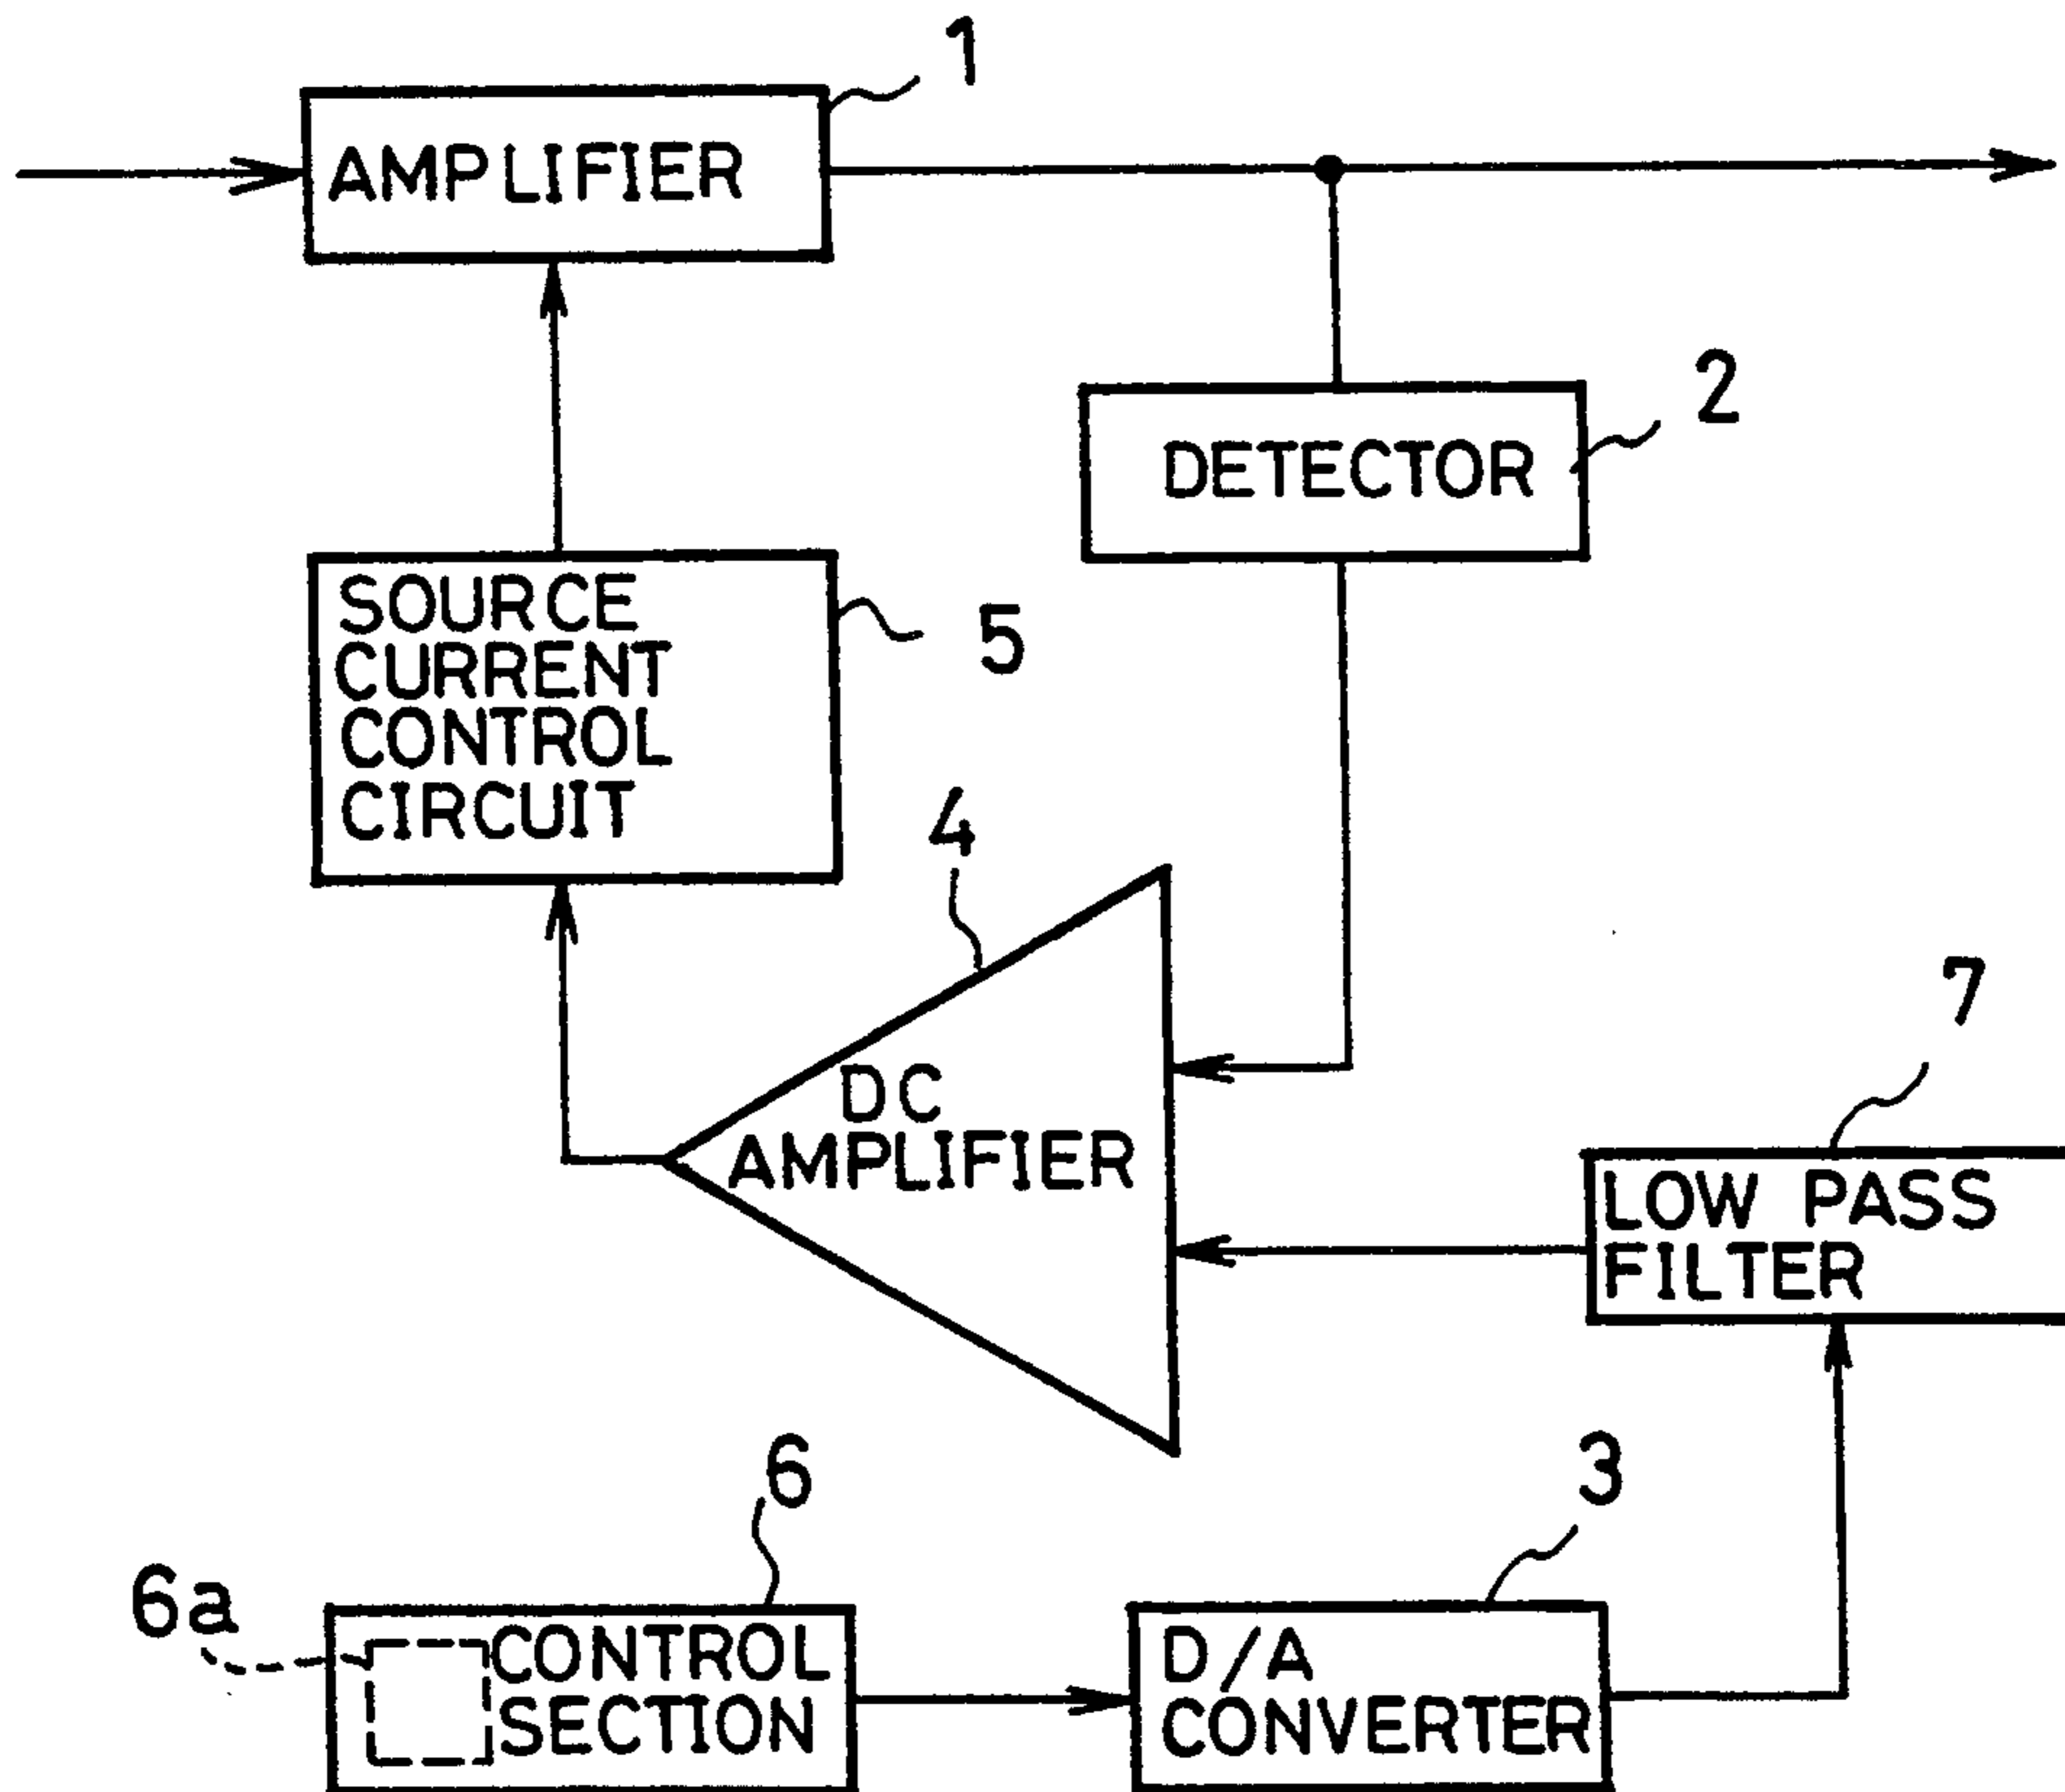 1
AMPLIFIER
2
DETECTOR
SOURCE
CURRENT
CONTROL
CIRCUIT
5
4
DC
AMPLIFIER
7
LOW PASS
FILTER
6
3
6a
CONTROL
SECTION
D/A
CONVERTER